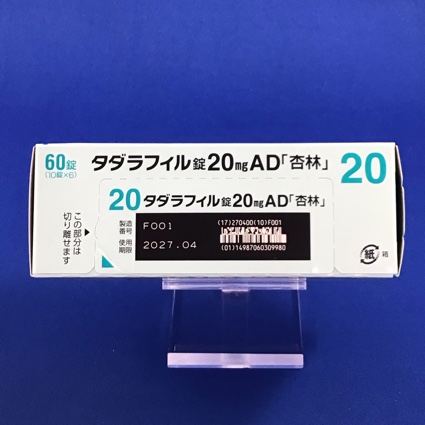 60錠
(10錠×6)
タダラフィル錠20mgAD「杏林」 20
20 タダラフィル錠20mgAD「杏林」
この部分は
切り離せます
製造
番号 F001
使用
期限 2027.04
(17)270400(10)F001
(01)14987060309980
紙 箱